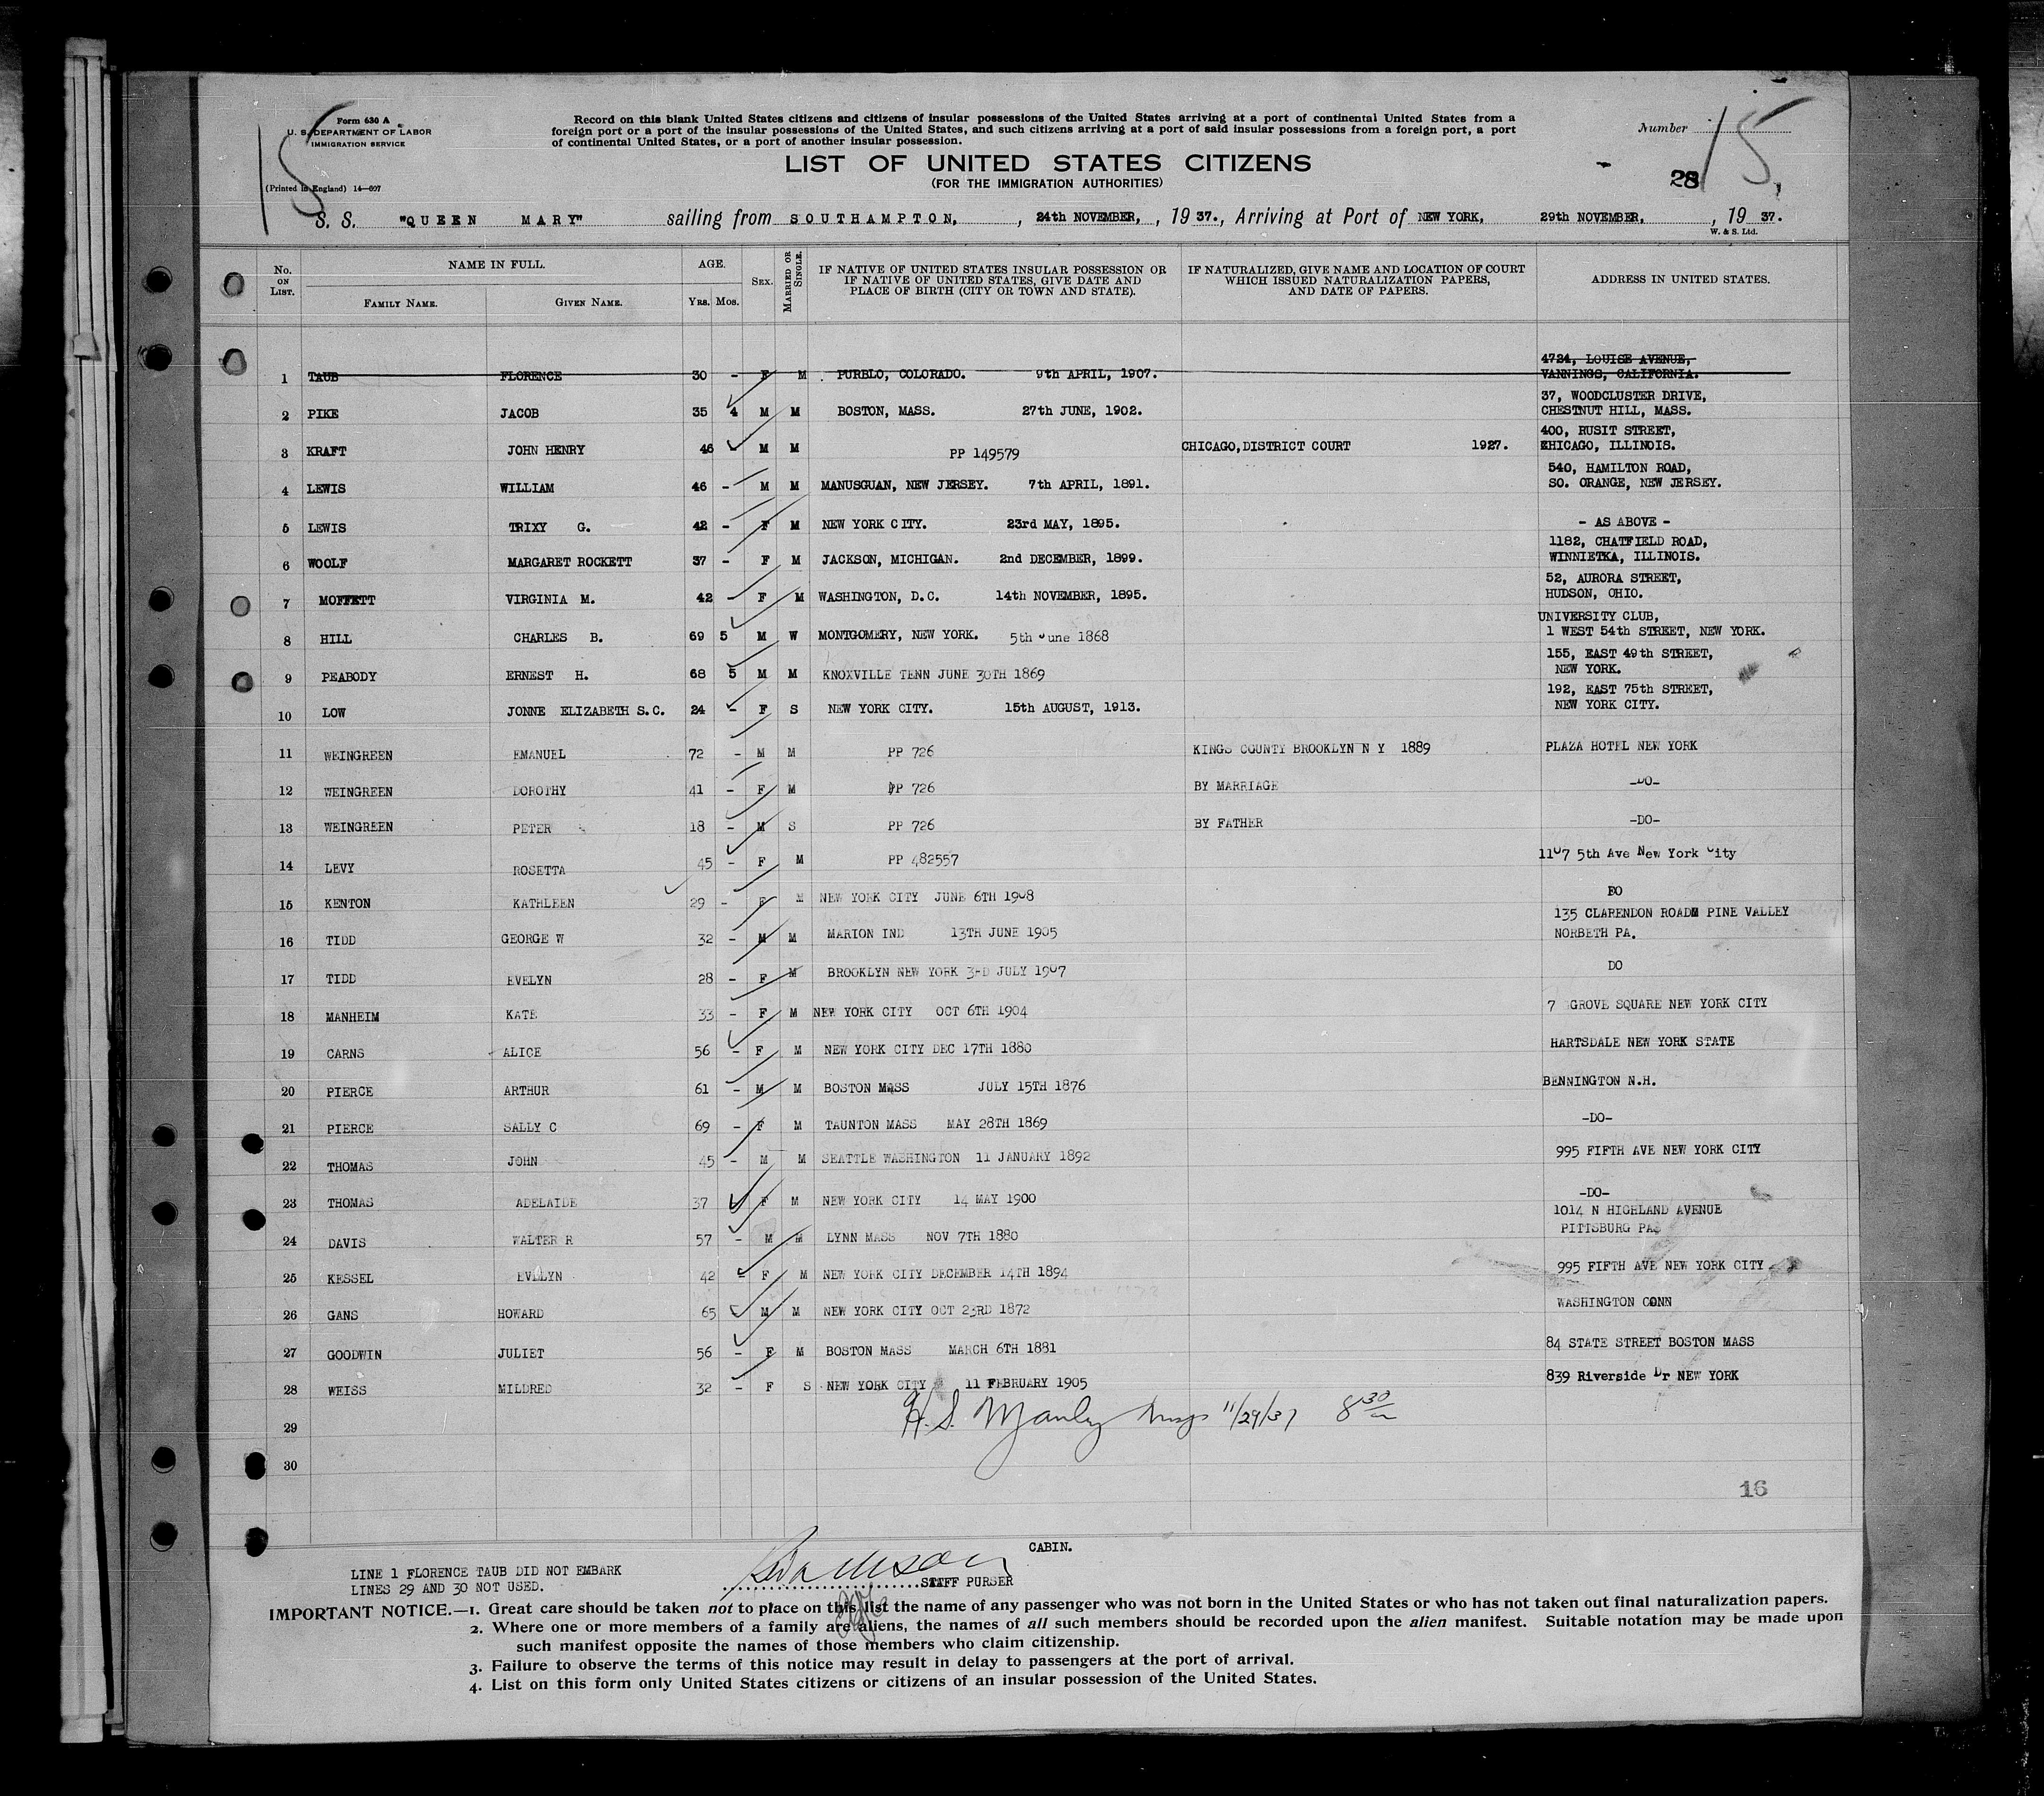 Form 630 A
U. S. DEPARTMENT OF LABOR
IMMIGRATION SERVICE
(Printed in England) 14—607
15
Record on this blank United States citizens and citizens of insular possessions of the United States arriving at a port of continental United States from a
foreign port or a port of the insular possessions of the United States, and such citizens arriving at a port of said insular possessions from a foreign port, a port
of continental United States, or a port of another insular possession.
LIST OF UNITED STATES CITIZENS
(FOR THE IMMIGRATION AUTHORITIES)
Number 15
28
S. S. "QUEEN MARY" sailing from SOUTHAMPTON, , 24th NOVEMBER, , 19 37., Arriving at Port of NEW YORK, 29th NOVEMBER, , 19 37.
W. & S. Ltd.
No. ON LIST. NAME IN FULL. FAMILY NAME. GIVEN NAME. AGE. YRS. MOS. SEX. MARRIED OR SINGLE. IF NATIVE OF UNITED STATES INSULAR POSSESSION OR IF NATIVE OF UNITED STATES, GIVE DATE AND PLACE OF BIRTH (CITY OR TOWN AND STATE). IF NATURALIZED, GIVE NAME AND LOCATION OF COURT WHICH ISSUED NATURALIZATION PAPERS, AND DATE OF PAPERS. ADDRESS IN UNITED STATES.
1 TAUB FLORENCE 30 - F M PURBLO, COLORADO. 9th APRIL, 1907. 4724, LOUISE AVENUE, VANNINGS, CALIFORNIA.
2 PIKE JACOB 35 4 M M BOSTON, MASS. 27th JUNE, 1902. 37, WOODCLUSTER DRIVE, CHESTNUT HILL, MASS.
3 KRAFT JOHN HENRY 46 - M M PP 149579 CHICAGO, DISTRICT COURT 1927. 400, RUSIT STREET, CHICAGO, ILLINOIS.
4 LEWIS WILLIAM 46 - M M MANUSGUAN, NEW JERSEY. 7th APRIL, 1891. 540, HAMILTON ROAD, SO. ORANGE, NEW JERSEY.
5 LEWIS TRIXY G. 42 - F M NEW YORK CITY. 23rd MAY, 1895. - AS ABOVE -
6 WOOLF MARGARET ROCKETT 37 - F M JACKSON, MICHIGAN. 2nd DECEMBER, 1899. 1182, CHATFIELD ROAD, WINNIETKA, ILLINOIS.
7 MOFFETT VIRGINIA M. 42 - F M WASHINGTON, D.C. 14th NOVEMBER, 1895. 52, AURORA STREET, HUDSON, OHIO.
8 HILL CHARLES B. 69 5 M W MONTGOMERY, NEW YORK. 5th June 1868 UNIVERSITY CLUB, 1 WEST 54th STREET, NEW YORK.
9 PEABODY ERNEST H. 68 5 M M KNOXVILLE TENN JUNE 30TH 1869 155, EAST 49th STREET, NEW YORK.
10 LOW JONNE ELIZABETH S.C. 24 - F S NEW YORK CITY. 15th AUGUST, 1913. 192, EAST 75th STREET, NEW YORK CITY.
11 WEINGREEN EMANUEL 72 - M M PP 726 KINGS COUNTY BROOKLYN N Y 1889 PLAZA HOTEL NEW YORK
12 WEINGREEN DOROTHY 41 - F M PP 726 BY MARRIAGE -DO-
13 WEINGREEN PETER 18 - M S PP 726 BY FATHER -DO-
14 LEVY ROSETTA 45 - F M PP 482557 1107 5th Ave New York City
15 KENTON KATHLEEN 29 - F M NEW YORK CITY JUNE 6TH 1908 DO
16 TIDD GEORGE W 32 - M M MARION IND 13TH JUNE 1905 135 CLARENDON ROADM PINE VALLEY NORBETH PA.
17 TIDD EVELYN 28 - F M BROOKLYN NEW YORK 3RD JULY 1907 DO
18 MANHEIM KATE 33 - F M NEW YORK CITY OCT 6TH 1904 7 GROVE SQUARE NEW YORK CITY
19 CARNS ALICE 56 - F M NEW YORK CITY DEC 17TH 1880 HARTSDALE NEW YORK STATE
20 PIERCE ARTHUR 61 - M M BOSTON MASS JULY 15TH 1876 BENNINGTON N.H.
21 PIERCE SALLY C 69 - F M TAUNTON MASS MAY 28TH 1869 -DO-
22 THOMAS JOHN 45 - M M SEATTLE WASHINGTON 11 JANUARY 1892 995 FIFTH AVE NEW YORK CITY
23 THOMAS ADELAIDE 37 F M NEW YORK CITY 14 MAY 1900 -DO-
24 DAVIS WALTER R 57 - M M LYNN MASS NOV 7TH 1880 1014 N HIGHLAND AVENUE PITTSBURG PA
25 KESSEL EVELYN 42 - F M NEW YORK CITY DECEMBER 14TH 1894 995 FIFTH AVE NEW YORK CITY
26 GANS HOWARD 65 M M NEW YORK CITY OCT 23RD 1872 WASHINGTON CONN
27 GOODWIN JULIET 56 - F M BOSTON MASS MARCH 6TH 1881 84 STATE STREET BOSTON MASS
28 WEISS MILDRED 32 - F S NEW YORK CITY 11 FEBRUARY 1905 839 Riverside Dr NEW YORK
29 H. S. Manley 11/29/37 8 30
30
16
CABIN.
LINE 1 FLORENCE TAUB DID NOT EMBARK
LINES 29 AND 30 NOT USED.
STAFF PURSER
IMPORTANT NOTICE.—1. Great care should be taken not to place on this list the name of any passenger who was not born in the United States or who has not taken out final naturalization papers.
2. Where one or more members of a family are aliens, the names of all such members should be recorded upon the alien manifest. Suitable notation may be made upon
such manifest opposite the names of those members who claim citizenship.
3. Failure to observe the terms of this notice may result in delay to passengers at the port of arrival.
4. List on this form only United States citizens or citizens of an insular possession of the United States.